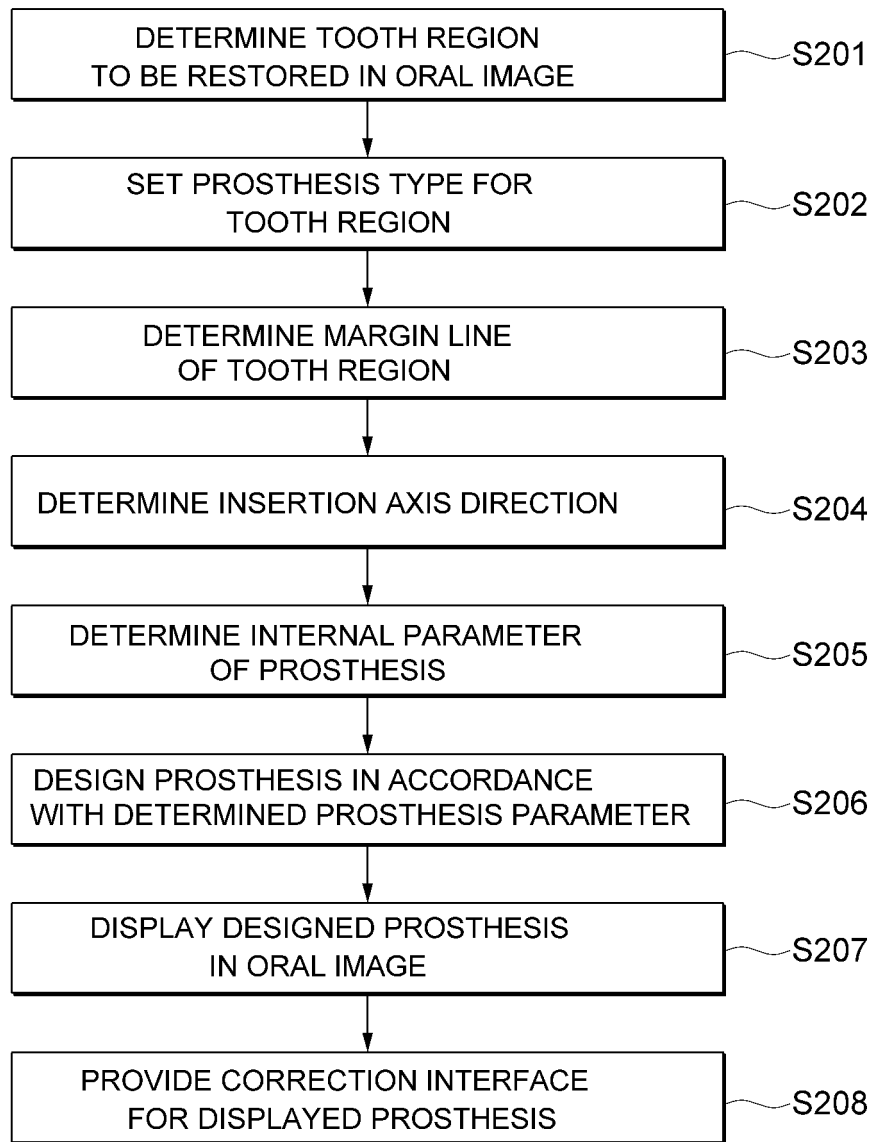 DETERMINE TOOTH REGION
TO BE RESTORED IN ORAL IMAGE
S201
SET PROSTHESIS TYPE FOR
TOOTH REGION
S202
DETERMINE MARGIN LINE
OF TOOTH REGION
S203
DETERMINE INSERTION AXIS DIRECTION
S204
DETERMINE INTERNAL PARAMETER
OF PROSTHESIS
S205
DESIGN PROSTHESIS IN ACCORDANCE
WITH DETERMINED PROSTHESIS PARAMETER
S206
DISPLAY DESIGNED PROSTHESIS
IN ORAL IMAGE
S207
PROVIDE CORRECTION INTERFACE
FOR DISPLAYED PROSTHESIS
S208